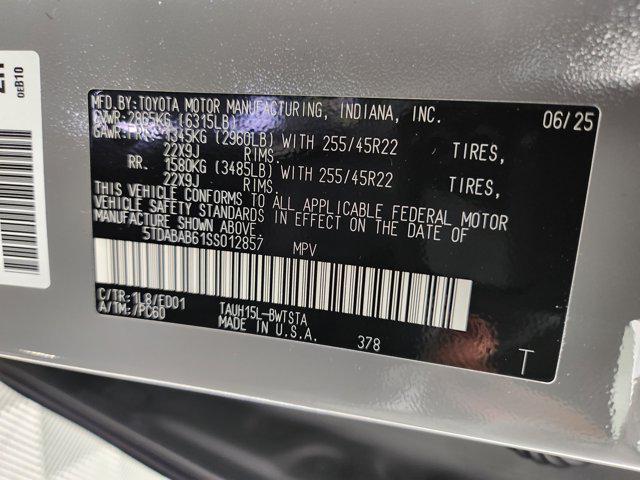 MFD.BY:TOYOTA MOTOR MANUFACTURING, INDIANA, INC. 06/25
GVWR:2865KG (6315LB)
GAWR:FRT. 1345KG (2960LB) WITH 255/45R22 TIRES,
22X9J RIMS.
RR. 1580KG (3485LB) WITH 255/45R22 TIRES,
22X9J RIMS.
THIS VEHICLE CONFORMS TO ALL APPLICABLE FEDERAL MOTOR
VEHICLE SAFETY STANDARDS IN EFFECT ON THE DATE OF
MANUFACTURE SHOWN ABOVE.
5TDABAB61SS012857 MPV
C/TR:1L8/ED01 TAUH15L-BWTSTA
A/TM:/PC60 MADE IN U.S.A. 378
T
0EB10